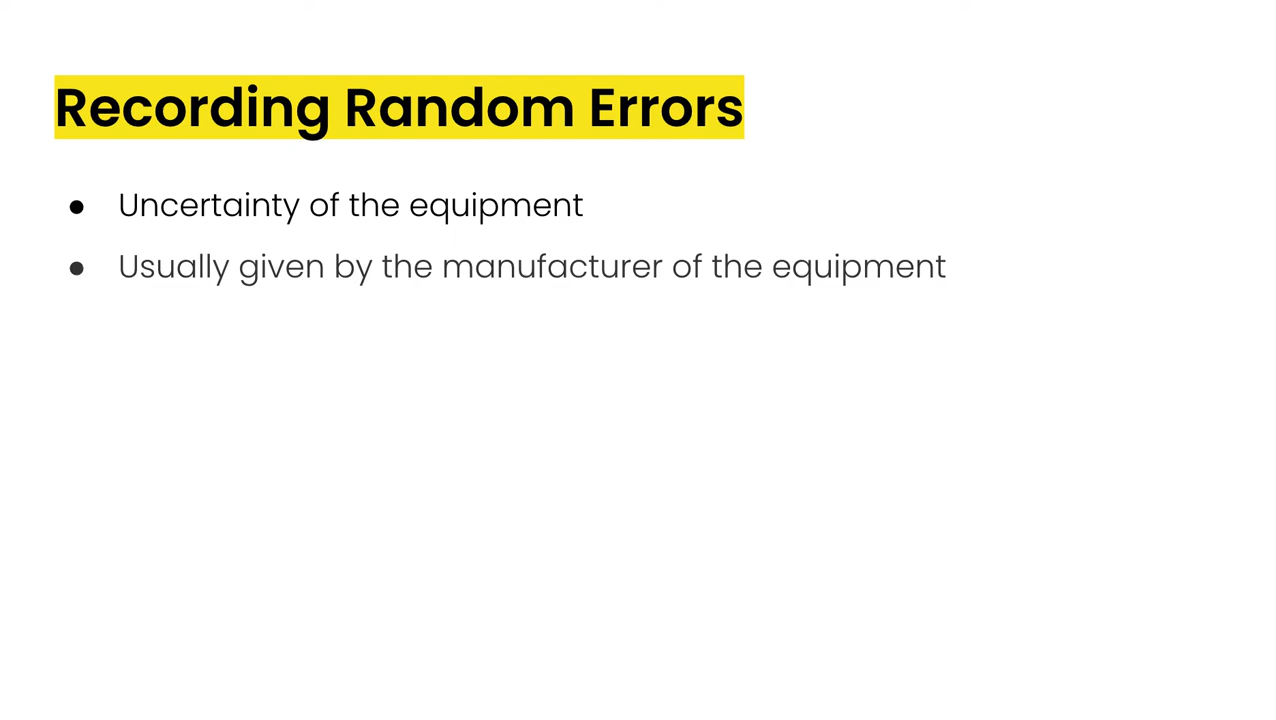 Recording Random Errors
● Uncertainty of the equipment
● Usually given by the manufacturer of the equipment